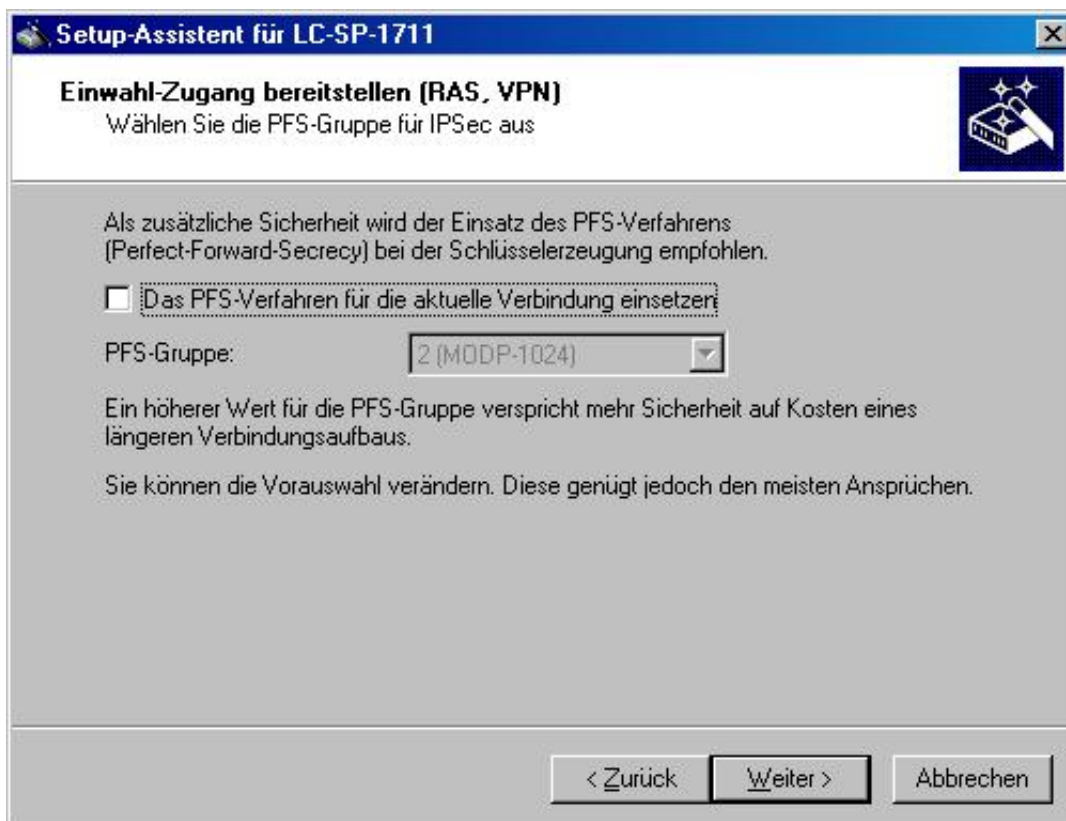 Setup-Assistent für LC-SP-1711
Einwahl-Zugang bereitstellen (RAS, VPN)
Wählen Sie die PFS-Gruppe für IPSec aus
Als zusätzliche Sicherheit wird der Einsatz des PFS-Verfahrens
(Perfect-Forward-Secrecy) bei der Schlüsselerzeugung empfohlen.
Das PFS-Verfahren für die aktuelle Verbindung einsetzen
PFS-Gruppe: 2 (MODP-1024)
Ein höherer Wert für die PFS-Gruppe verspricht mehr Sicherheit auf Kosten eines
längeren Verbindungsaufbaus.
Sie können die Vorauswahl verändern. Diese genügt jedoch den meisten Ansprüchen.
< Zurück Weiter > Abbrechen